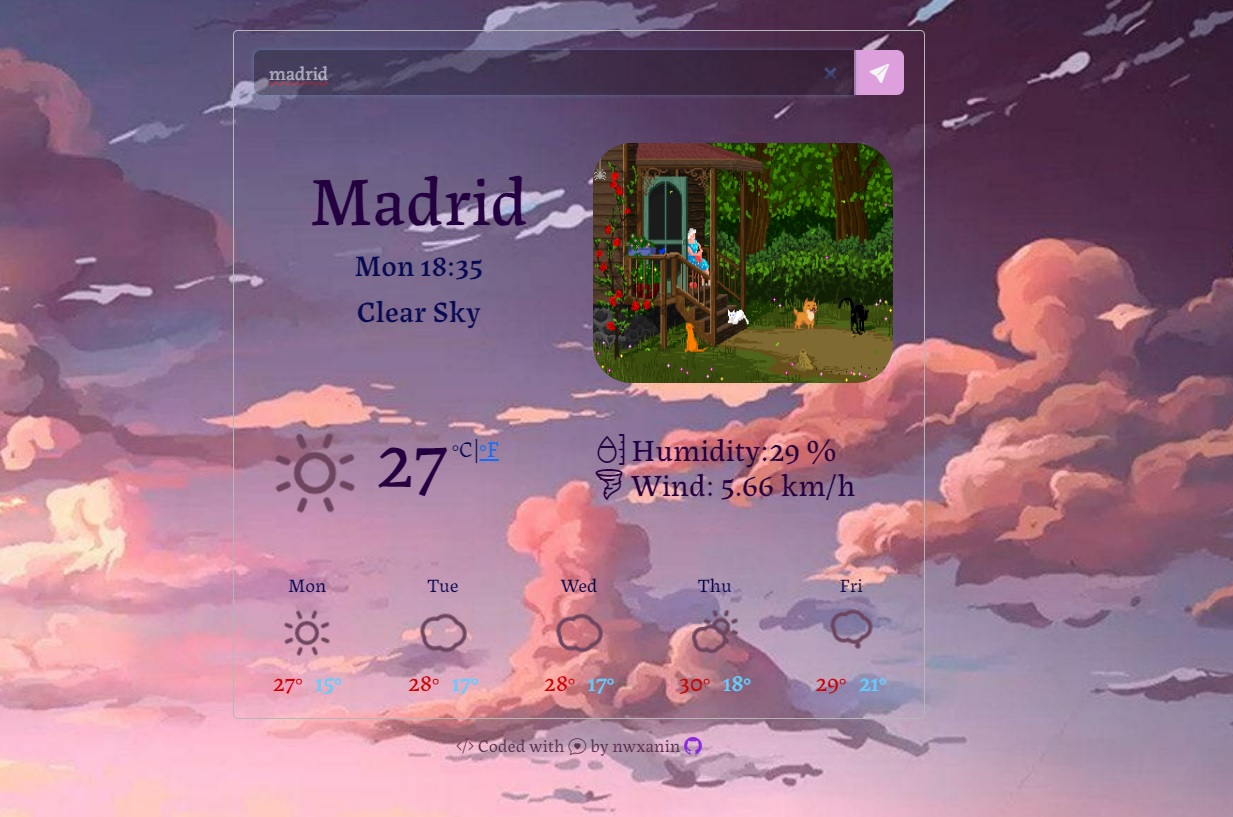 madrid
Madrid
Mon 18:35
Clear Sky
27 °C|°F
Humidity:29 %
Wind: 5.66 km/h
Mon Tue Wed Thu Fri
27° 15° 28° 17° 28° 17° 30° 18° 29° 21°
</> Coded with by nwxanin